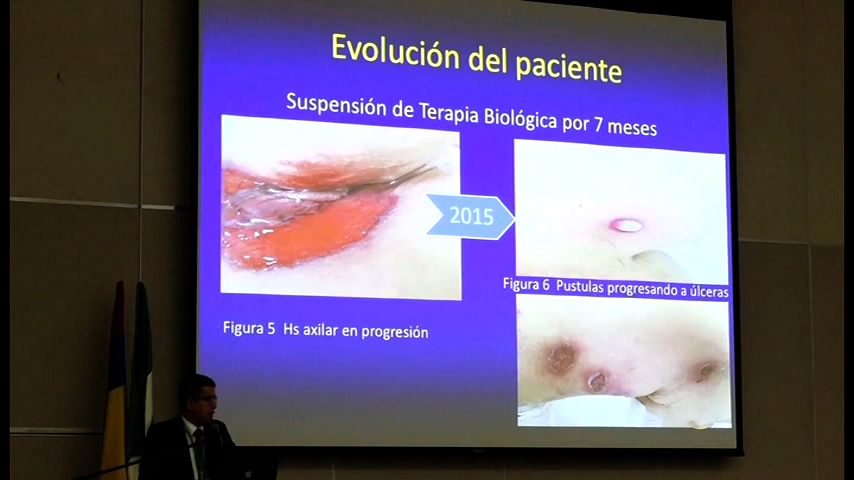 Evolución del paciente
Suspensión de Terapia Biológica por 7 meses
2015
Figura 6 Pustulas progresando a úlceras
Figura 5 Hs axilar en progresión